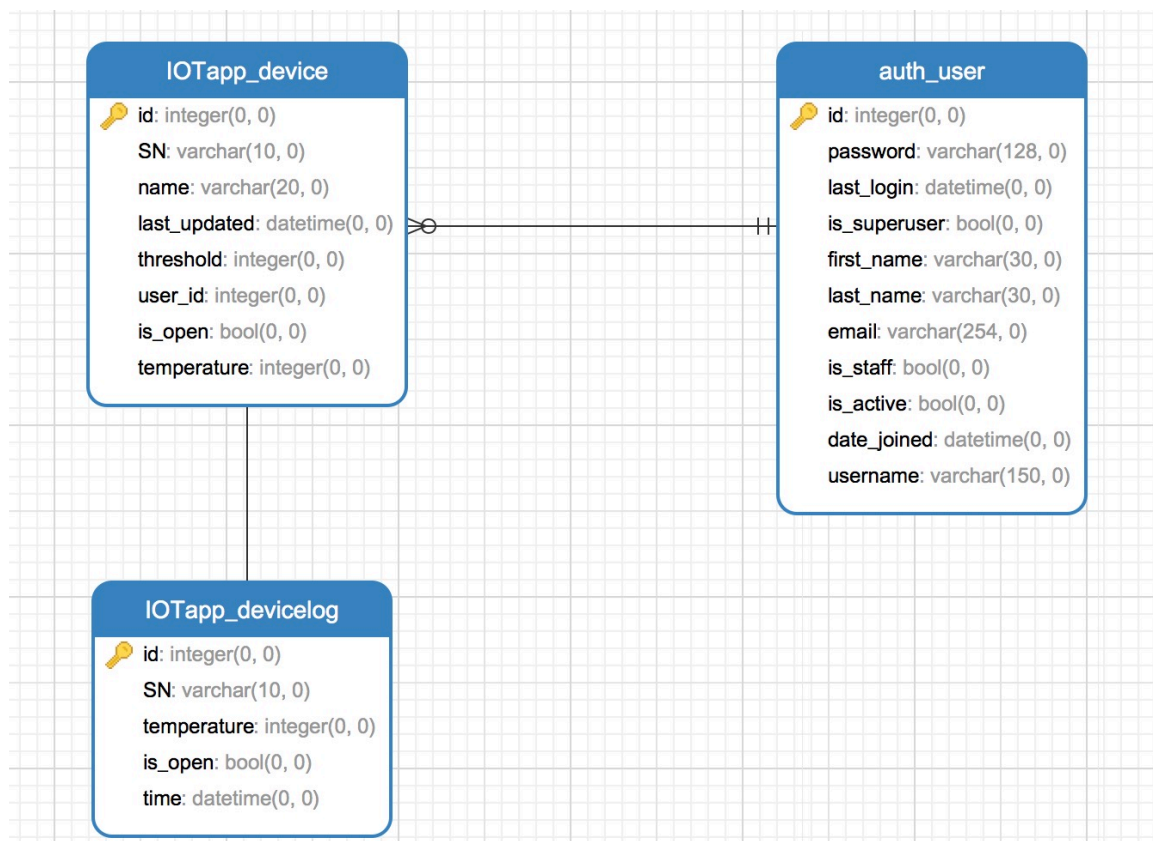 IOTapp_device
id: integer(0, 0)
SN: varchar(10, 0)
name: varchar(20, 0)
last_updated: datetime(0, 0)
threshold: integer(0, 0)
user_id: integer(0, 0)
is_open: bool(0, 0)
temperature: integer(0, 0)
auth_user
id: integer(0, 0)
password: varchar(128, 0)
last_login: datetime(0, 0)
is_superuser: bool(0, 0)
first_name: varchar(30, 0)
last_name: varchar(30, 0)
email: varchar(254, 0)
is_staff: bool(0, 0)
is_active: bool(0, 0)
date_joined: datetime(0, 0)
username: varchar(150, 0)
IOTapp_devicelog
id: integer(0, 0)
SN: varchar(10, 0)
temperature: integer(0, 0)
is_open: bool(0, 0)
time: datetime(0, 0)